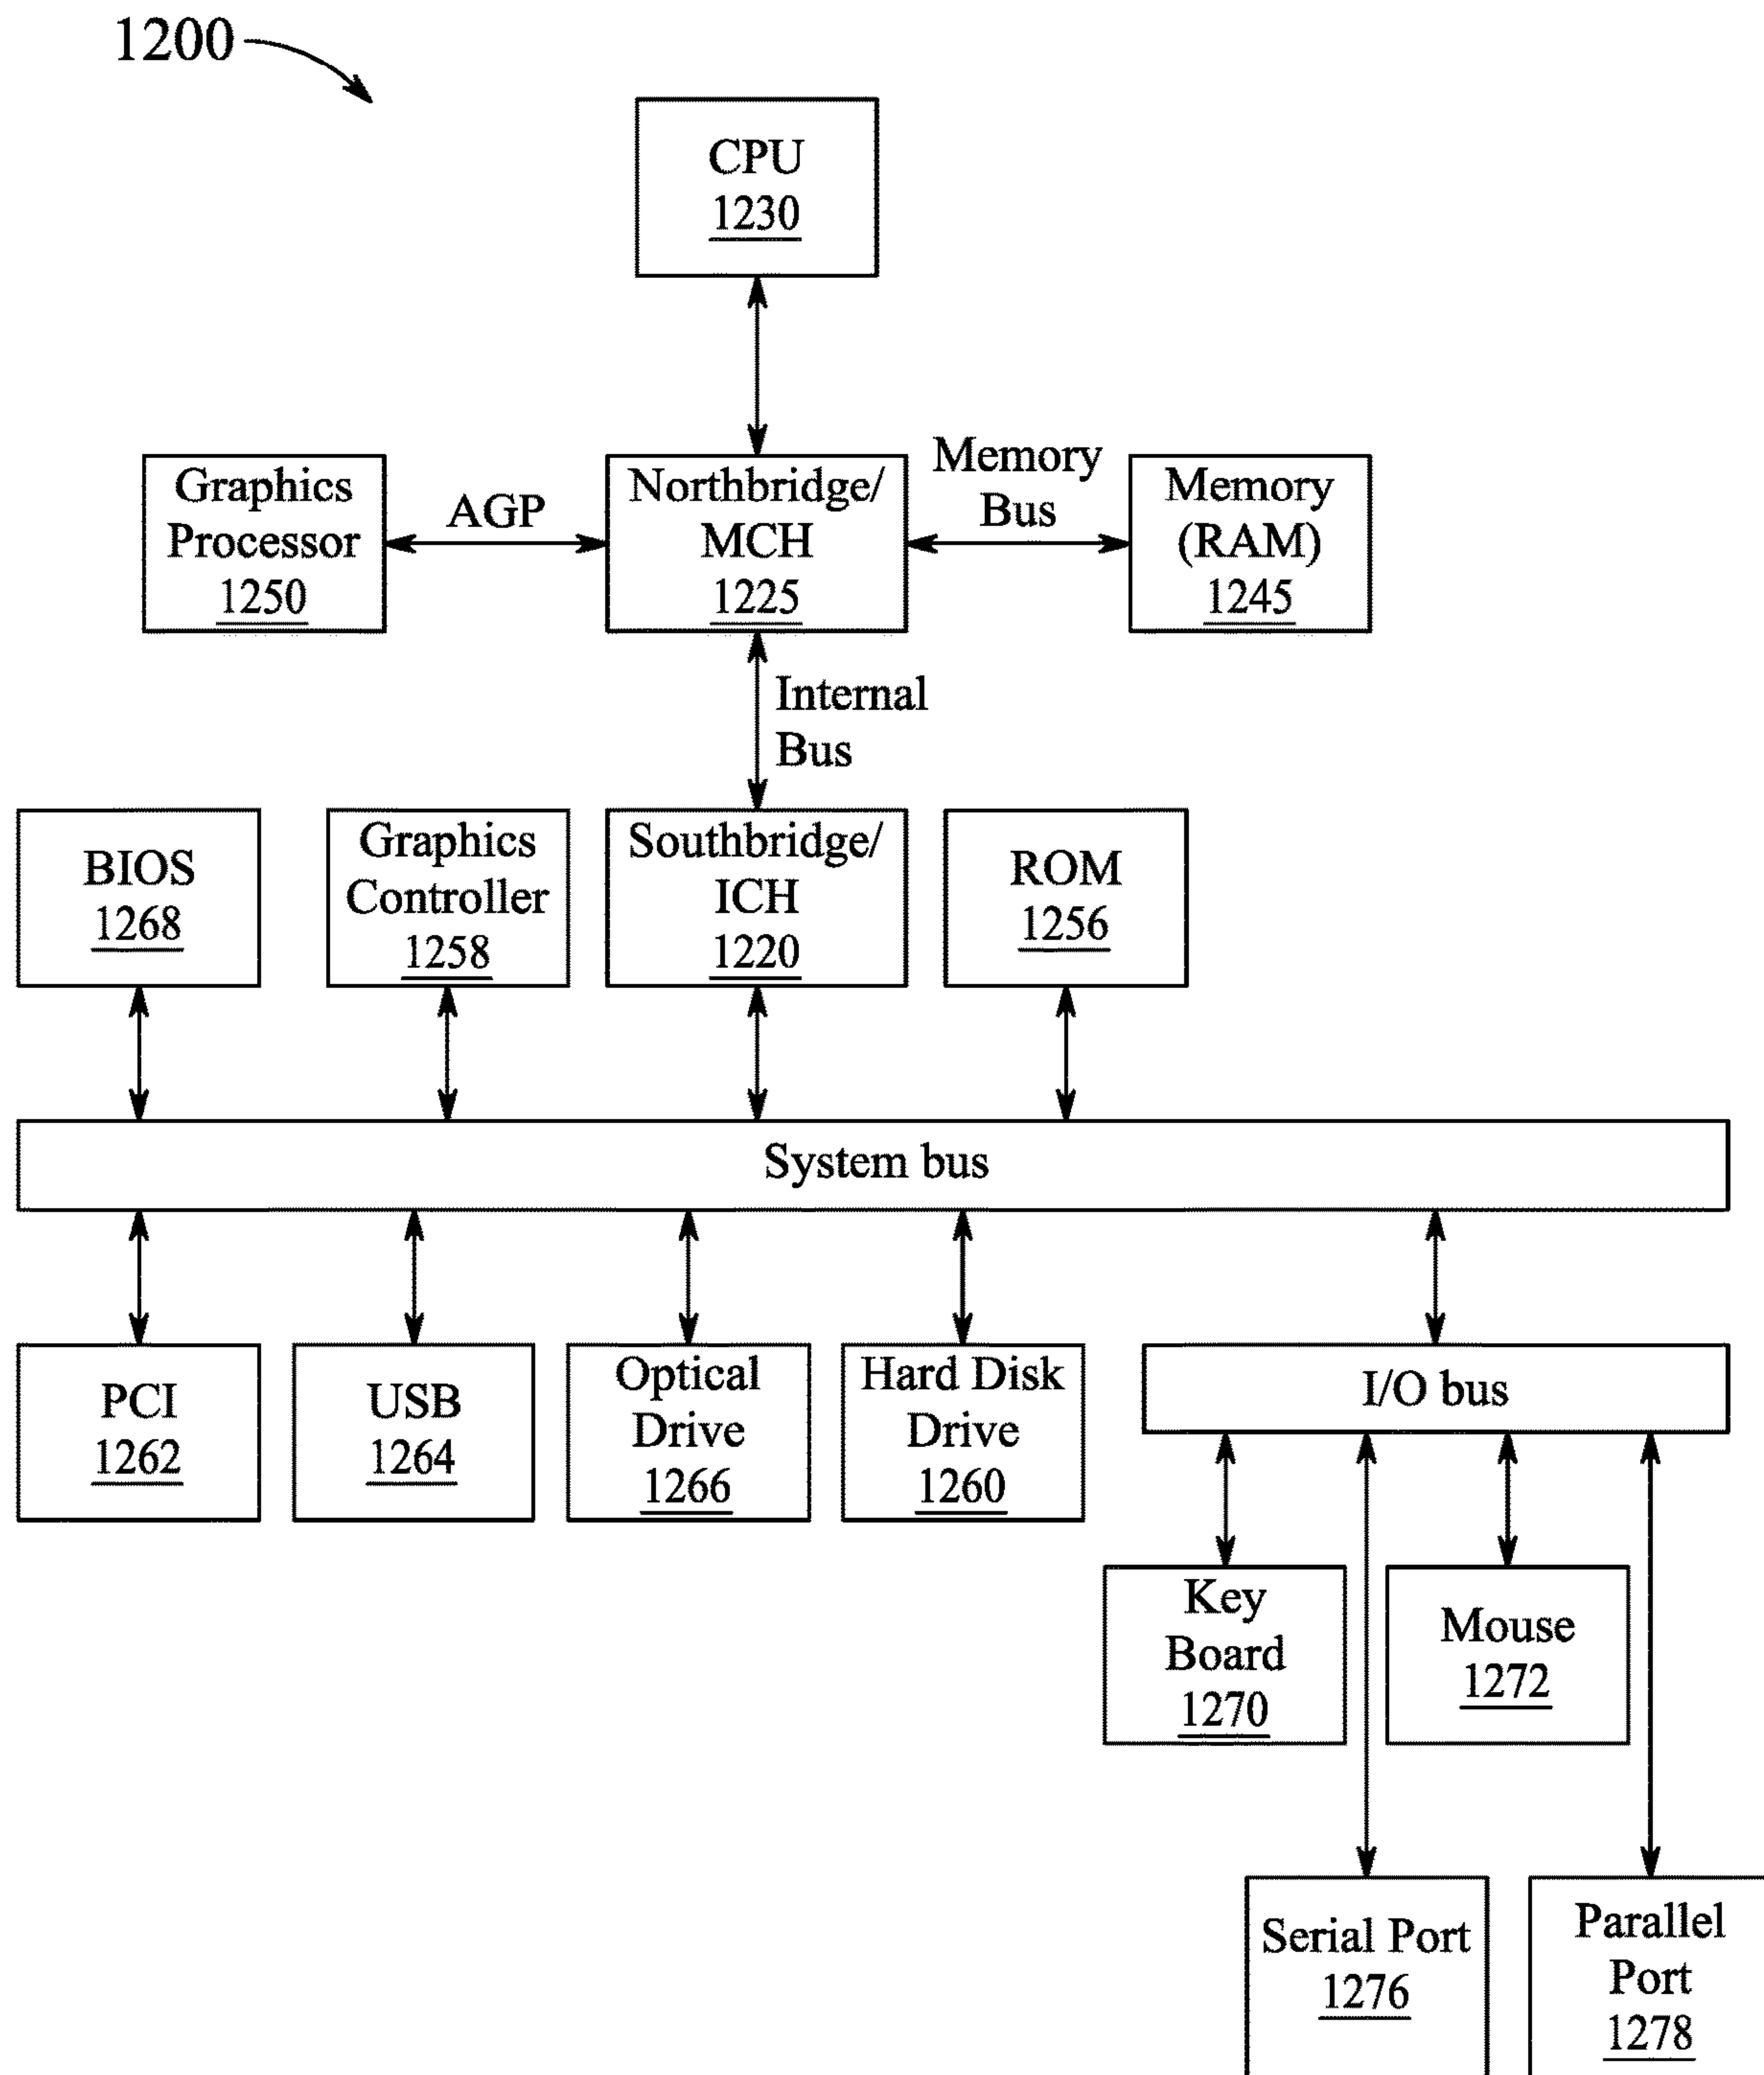 1200
CPU
1230
Graphics
Processor
1250
AGP
Northbridge/
MCH
1225
Memory
Bus
Memory
(RAM)
1245
Internal
Bus
BIOS
1268
Graphics
Controller
1258
Southbridge/
ICH
1220
ROM
1256
System bus
PCI
1262
USB
1264
Optical
Drive
1266
Hard Disk
Drive
1260
I/O bus
Key
Board
1270
Mouse
1272
Serial Port
1276
Parallel
Port
1278